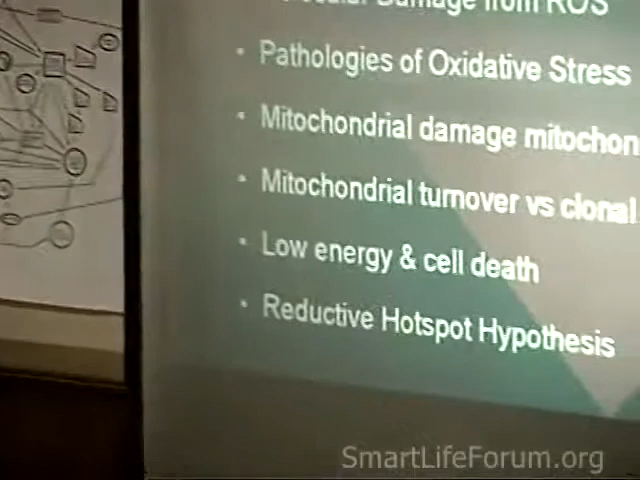 Damage from ROS
Pathologies of Oxidative Stress
Mitochondrial damage mitochon
Mitochondrial turnover vs clonal
Low energy & cell death
Reductive Hotspot Hypothesis
SmartLifeForum.org